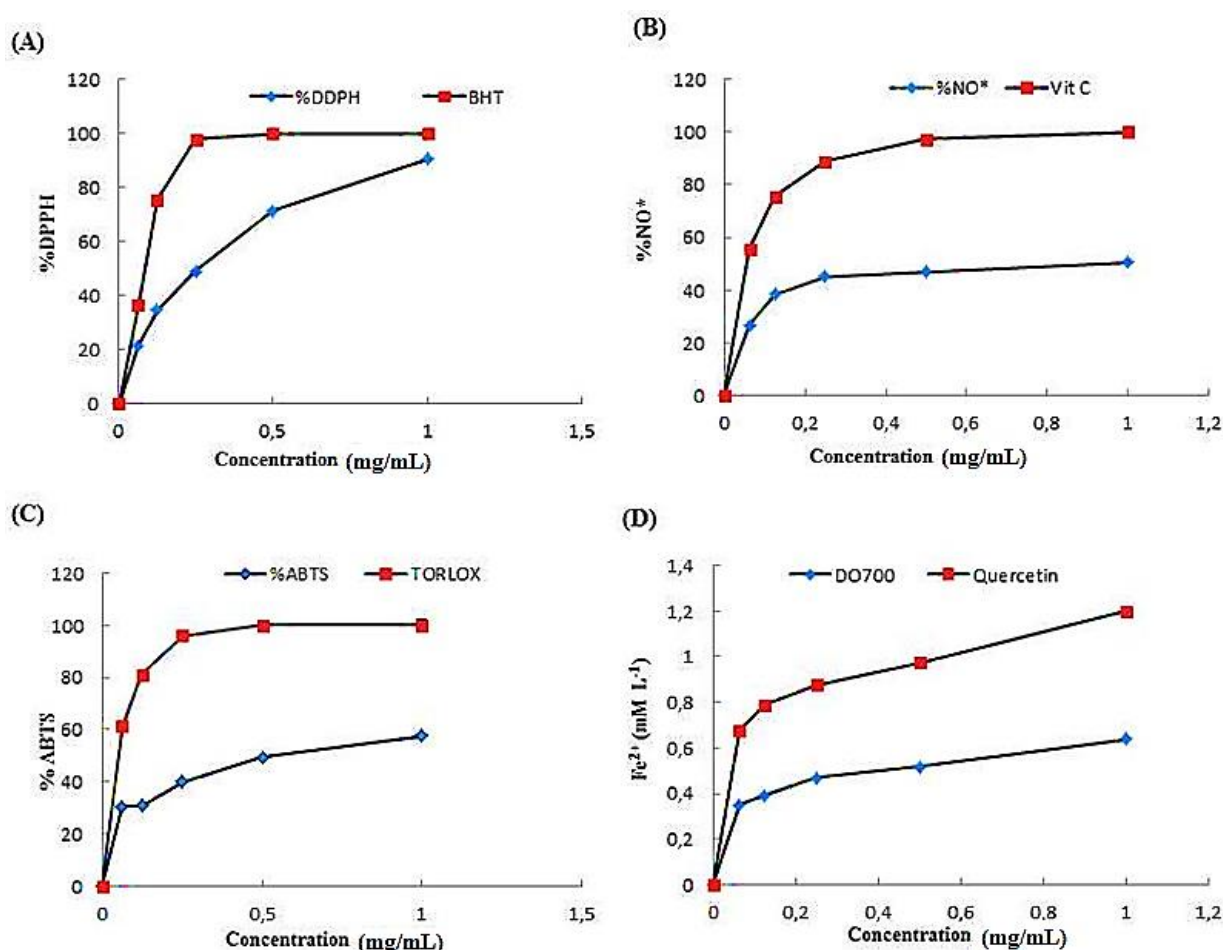 (A)
%DDPH BHT
120
100
80
60
40
20
0
%DPPH
0 0,5 1 1,5
Concentration (mg/mL)
(B)
%NO* Vit C
120
100
80
60
40
20
0
%NO*
0 0,2 0,4 0,6 0,8 1 1,2
Concentration (mg/mL)
(C)
%ABTS TORLOX
120
100
80
60
40
20
0
% ABTS
0 0,5 1 1,5
Concentration (mg/mL)
(D)
DO700 Quercetin
1,4
1,2
1
0,8
0,6
0,4
0,2
0
Fe²⁺ (mM L⁻¹)
0 0,2 0,4 0,6 0,8 1 1,2
Concentration (mg/mL)